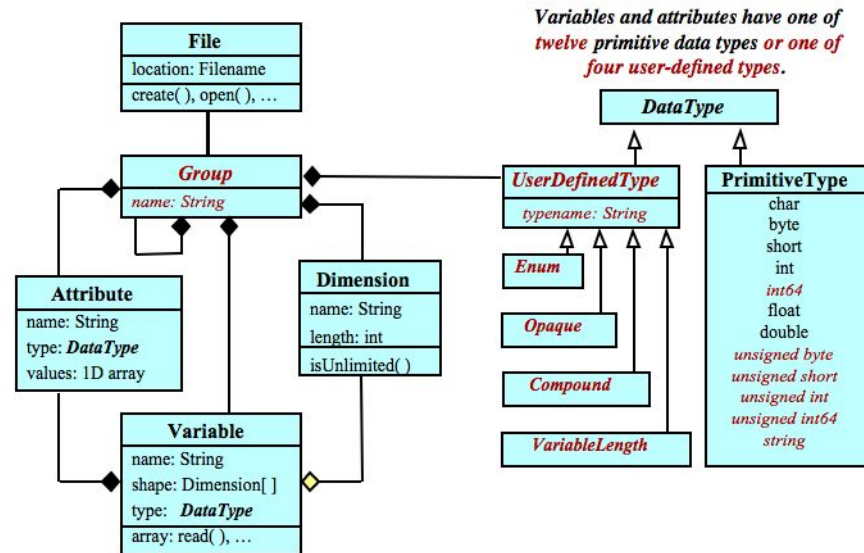 Variables and attributes have one of
twelve primitive data types or one of
four user-defined types.
File
location: Filename
create( ), open( ), …
DataType
Group
name: String
UserDefinedType
typename: String
PrimitiveType
char
byte
short
int
int64
float
double
unsigned byte
unsigned short
unsigned int
unsigned int64
string
Enum
Opaque
Compound
VariableLength
Attribute
name: String
type: DataType
values: 1D array
Dimension
name: String
length: int
isUnlimited( )
Variable
name: String
shape: Dimension[ ]
type: DataType
array: read( ), …